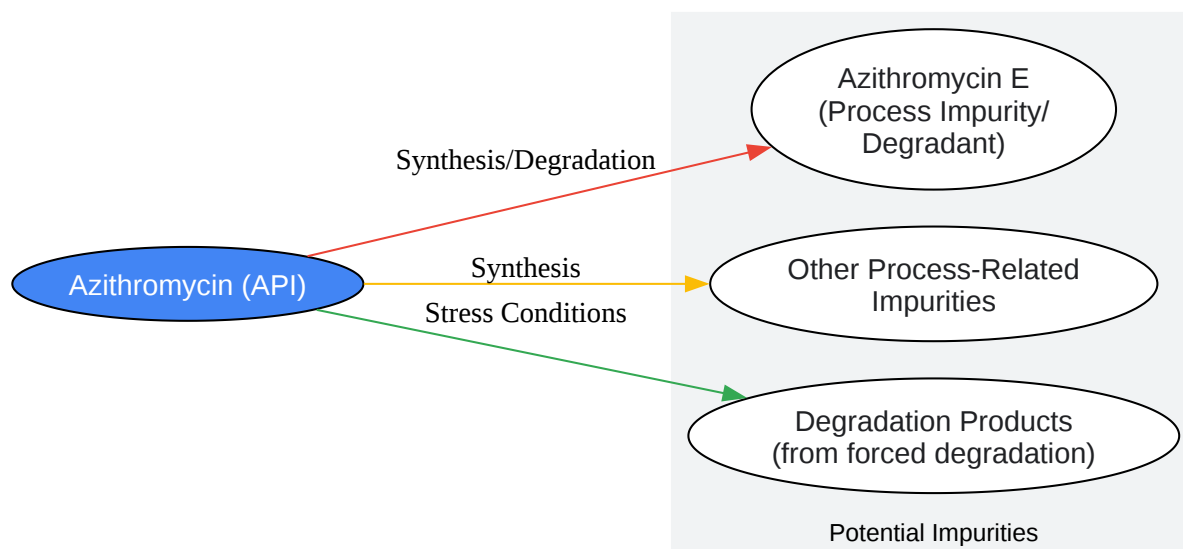 Azithromycin (API)
Synthesis/Degradation
Synthesis
Stress Conditions
Azithromycin E
(Process Impurity/
Degradant)
Other Process-Related
Impurities
Degradation Products
(from forced degradation)
Potential Impurities